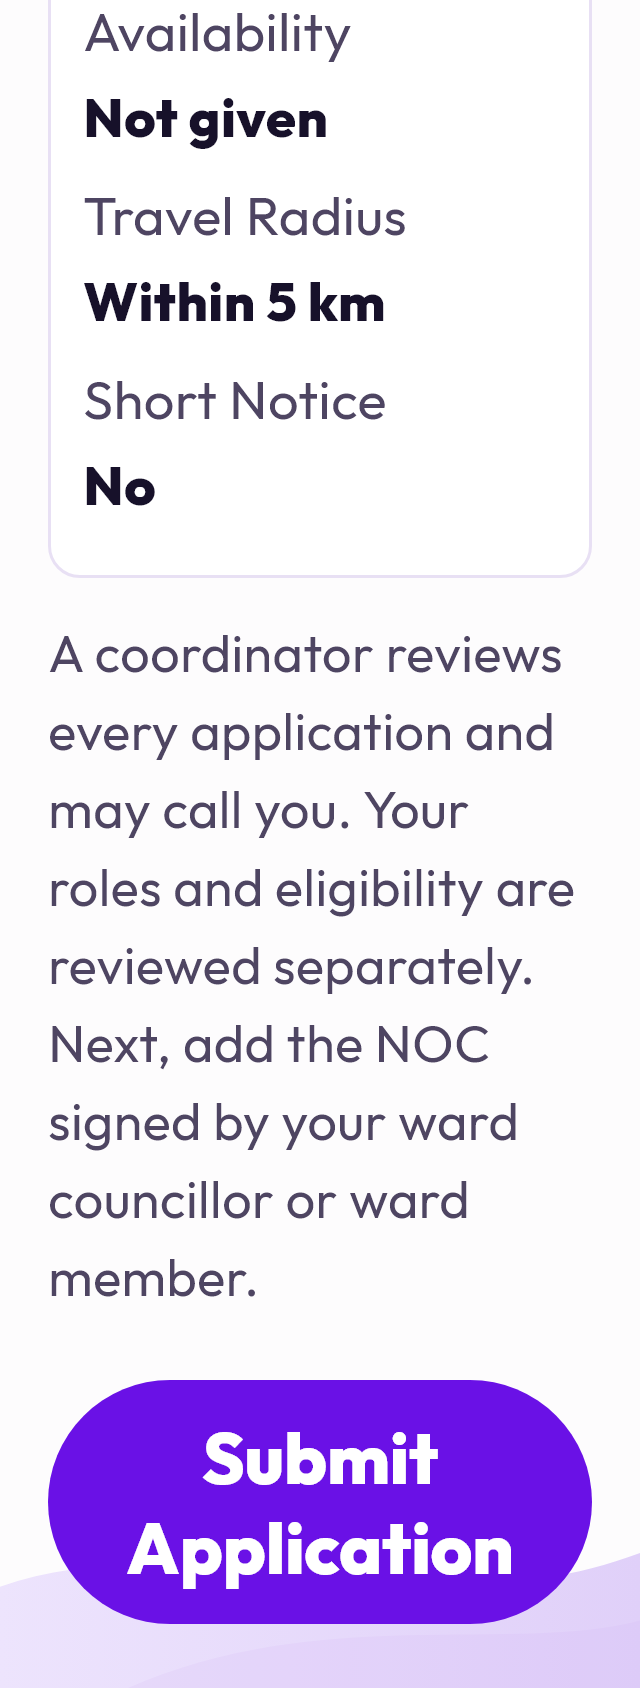 Availability
Not given
Travel Radius
Within 5 km
Short Notice
No
A coordinator reviews
every application and
may call you. Your
roles and eligibility are
reviewed separately.
Next, add the NOC
signed by your ward
councillor or ward
member.
Submit
Application